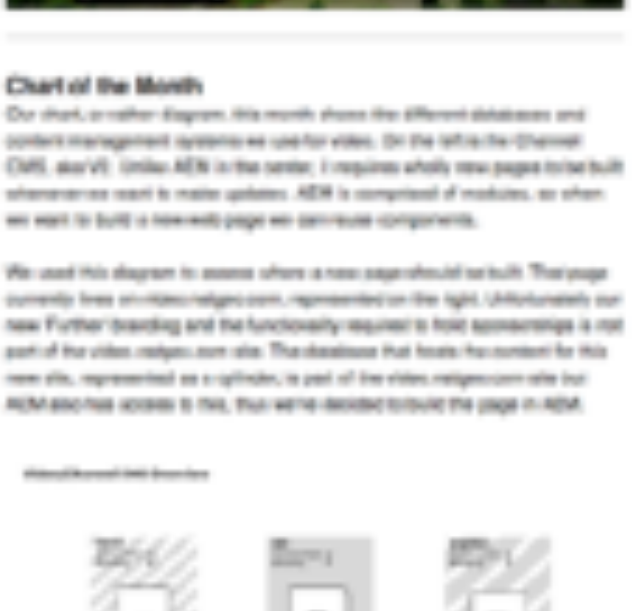 Chart of the Month
Our chart, or rather diagram, this month shows the different databases and
content management systems we use for video. On the left is the Channel
CMS, aka V2. Unlike AEM in the center, it requires wholly new pages to be built
whenever we want to make updates. AEM is comprised of modules, so when
we want to build a new web page we can reuse components.
We used this diagram to assess where a new page should be built. That page
currently lives on video.natgeo.com, represented on the right. Unfortunately our
new 'Further' branding and the functionality required to hold sponsorships is not
part of the video.natgeo.com site. The database that hosts the content for this
new site, represented as a cylinder, is part of the video.natgeo.com site but
AEM also has access to this, thus we've decided to build the page in AEM.